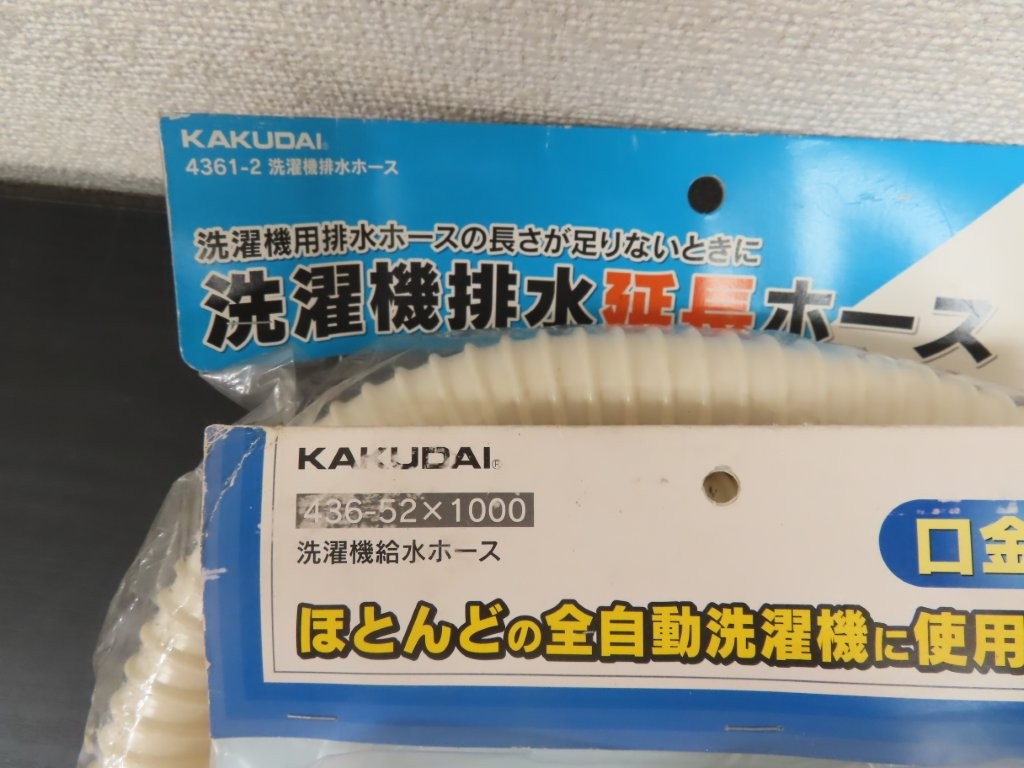 KAKUDAI®
4361-2 洗濯機排水ホース
洗濯機用排水ホースの長さが足りないときに
洗濯機排水延長ホース
KAKUDAI®
436-52×1000
洗濯機給水ホース
口金
ほとんどの全自動洗濯機に使用